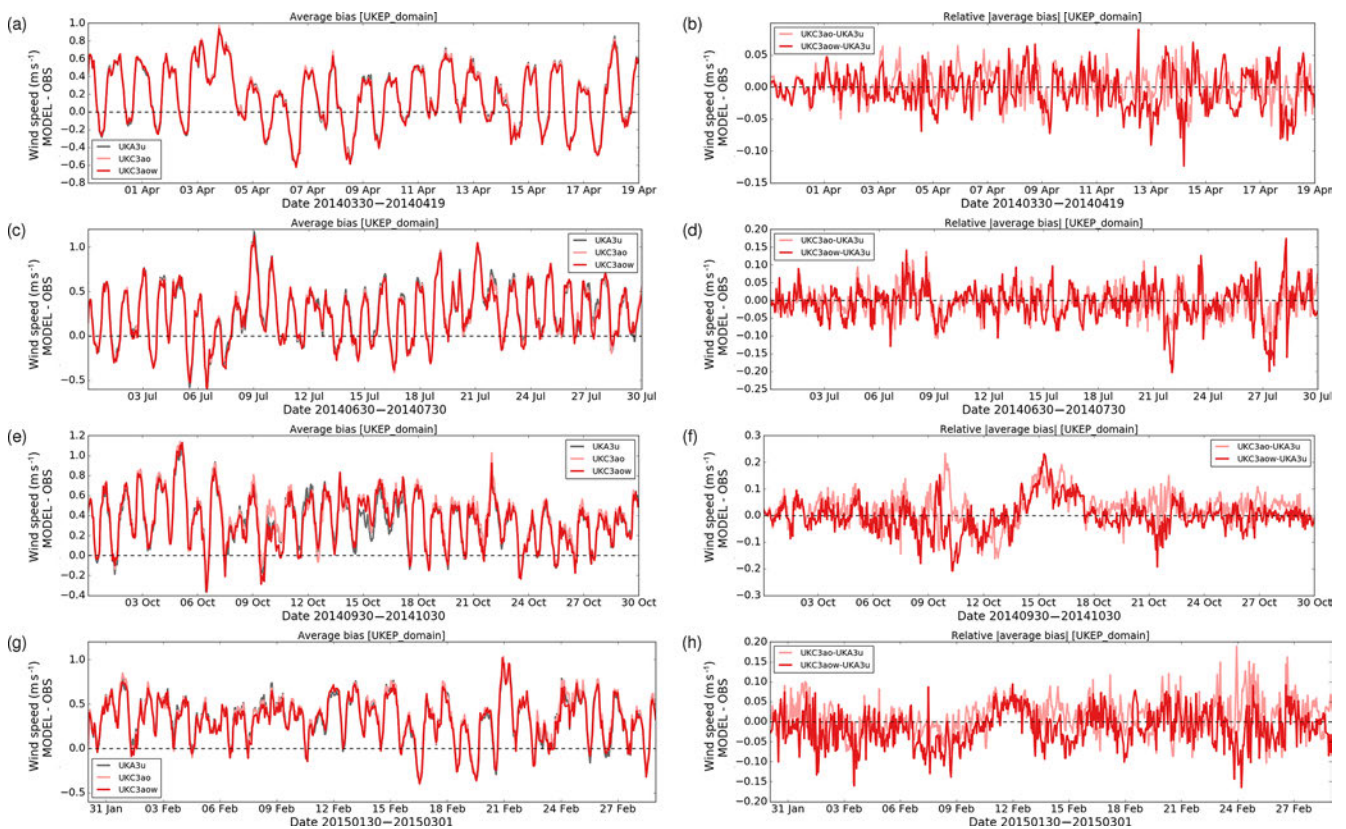 (a)
Average bias [UKEP_domain]
Wind speed (m s⁻¹)
MODEL - OBS
1.0
0.8
0.6
0.4
0.2
0.0
−0.2
−0.4
−0.6
−0.8
UKA3u
UKC3ao
UKC3aow
01 Apr 03 Apr 05 Apr 07 Apr 09 Apr 11 Apr 13 Apr 15 Apr 17 Apr 19 Apr
Date 20140330−20140419
(b)
Relative |average bias| [UKEP_domain]
Wind speed (m s⁻¹)
MODEL - OBS
0.05
0.00
−0.05
−0.10
−0.15
UKC3ao-UKA3u
UKC3aow-UKA3u
01 Apr 03 Apr 05 Apr 07 Apr 09 Apr 11 Apr 13 Apr 15 Apr 17 Apr 19 Apr
Date 20140330−20140419
(c)
Average bias [UKEP_domain]
Wind speed (m s⁻¹)
MODEL - OBS
1.0
0.5
0.0
−0.5
UKA3u
UKC3ao
UKC3aow
03 Jul 06 Jul 09 Jul 12 Jul 15 Jul 18 Jul 21 Jul 24 Jul 27 Jul 30 Jul
Date 20140630−20140730
(d)
Relative |average bias| [UKEP_domain]
Wind speed (m s⁻¹)
MODEL - OBS
0.20
0.15
0.10
0.05
0.00
−0.05
−0.10
−0.15
−0.20
−0.25
UKC3ao-UKA3u
UKC3aow-UKA3u
03 Jul 06 Jul 09 Jul 12 Jul 15 Jul 18 Jul 21 Jul 24 Jul 27 Jul 30 Jul
Date 20140630−20140730
(e)
Average bias [UKEP_domain]
Wind speed (m s⁻¹)
MODEL - OBS
1.2
1.0
0.8
0.6
0.4
0.2
0.0
−0.2
−0.4
UKA3u
UKC3ao
UKC3aow
03 Oct 06 Oct 09 Oct 12 Oct 15 Oct 18 Oct 21 Oct 24 Oct 27 Oct 30 Oct
Date 20140930−20141030
(f)
Relative |average bias| [UKEP_domain]
Wind speed (m s⁻¹)
MODEL - OBS
0.3
0.2
0.1
0.0
−0.1
−0.2
−0.3
UKC3ao-UKA3u
UKC3aow-UKA3u
03 Oct 06 Oct 09 Oct 12 Oct 15 Oct 18 Oct 21 Oct 24 Oct 27 Oct 30 Oct
Date 20140930−20141030
(g)
Average bias [UKEP_domain]
Wind speed (m s⁻¹)
MODEL - OBS
1.0
0.5
0.0
−0.5
UKA3u
UKC3ao
UKC3aow
31 Jan 03 Feb 06 Feb 09 Feb 12 Feb 15 Feb 18 Feb 21 Feb 24 Feb 27 Feb
Date 20150130−20150301
(h)
Relative |average bias| [UKEP_domain]
Wind speed (m s⁻¹)
MODEL - OBS
0.20
0.15
0.10
0.05
0.00
−0.05
−0.10
−0.15
−0.20
UKC3ao-UKA3u
UKC3aow-UKA3u
31 Jan 03 Feb 06 Feb 09 Feb 12 Feb 15 Feb 18 Feb 21 Feb 24 Feb 27 Feb
Date 20150130−20150301